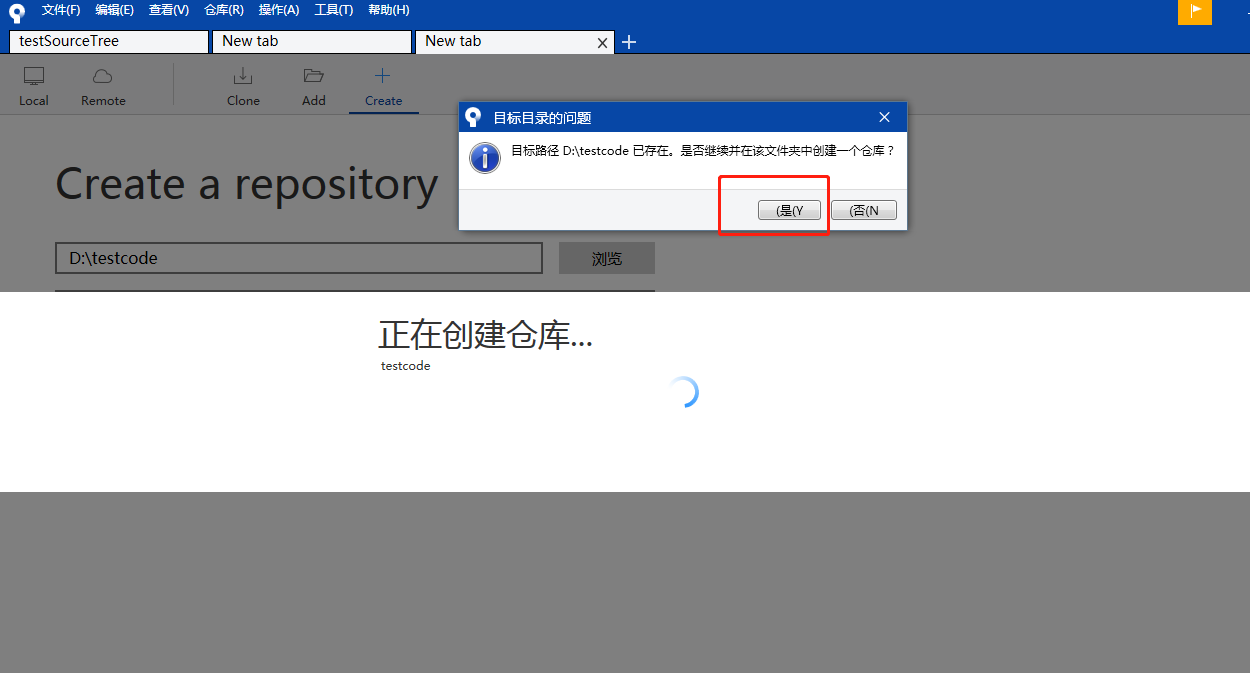 文件(F) 编辑(E) 查看(V) 仓库(R) 操作(A) 工具(T) 帮助(H)
testSourceTree New tab New tab
Local Remote Clone Add Create
目标目录的问题
目标路径 D:\testcode 已存在。是否继续并在该文件夹中创建一个仓库？
(是(Y (否(N
Create a repository
D:\testcode 浏览
正在创建仓库...
testcode